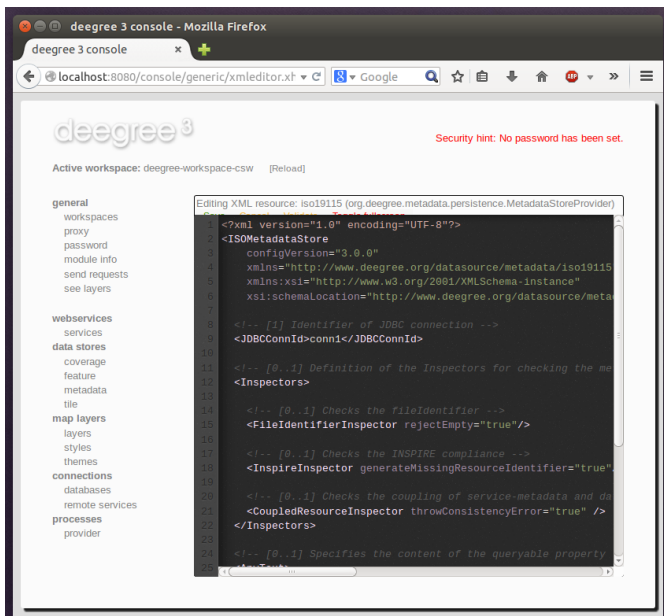 deegree 3 console - Mozilla Firefox
deegree 3 console
localhost:8080/console/generic/xmleditor.xh
Google
deegree 3
Security hint: No password has been set.
Active workspace: deegree-workspace-csw [Reload]
general
workspaces
proxy
password
module info
send requests
see layers
webservices
services
data stores
coverage
feature
metadata
tile
map layers
layers
styles
themes
connections
databases
remote services
processes
provider
Editing XML resource: iso19115 (org.deegree.metadata.persistence.MetadataStoreProvider)
Save Cancel Validate Toggle fullscreen
1 <?xml version="1.0" encoding="UTF-8"?>
2 <ISOMetadataStore
3 configVersion="3.0.0"
4 xmlns="http://www.deegree.org/datasource/metadata/iso19115
5 xmlns:xsi="http://www.w3.org/2001/XMLSchema-instance"
6 xsi:schemaLocation="http://www.deegree.org/datasource/meta
7
8 <!-- [1] Identifier of JDBC connection -->
9 <JDBCConnId>conn1</JDBCConnId>
10
11 <!-- [0..1] Definition of the Inspectors for checking the me
12 <Inspectors>
13
14 <!-- [0..1] Checks the fileIdentifier -->
15 <FileIdentifierInspector rejectEmpty="true"/>
16
17 <!-- [0..1] Checks the INSPIRE compliance -->
18 <InspireInspector generateMissingResourceIdentifier="true"/
19
20 <!-- [0..1] Checks the coupling of service-metadata and da
21 <CoupledResourceInspector throwConsistencyError="true" />
22 </Inspectors>
23
24 <!-- [0..1] Specifies the content of the queryable property
25 <AnyText>